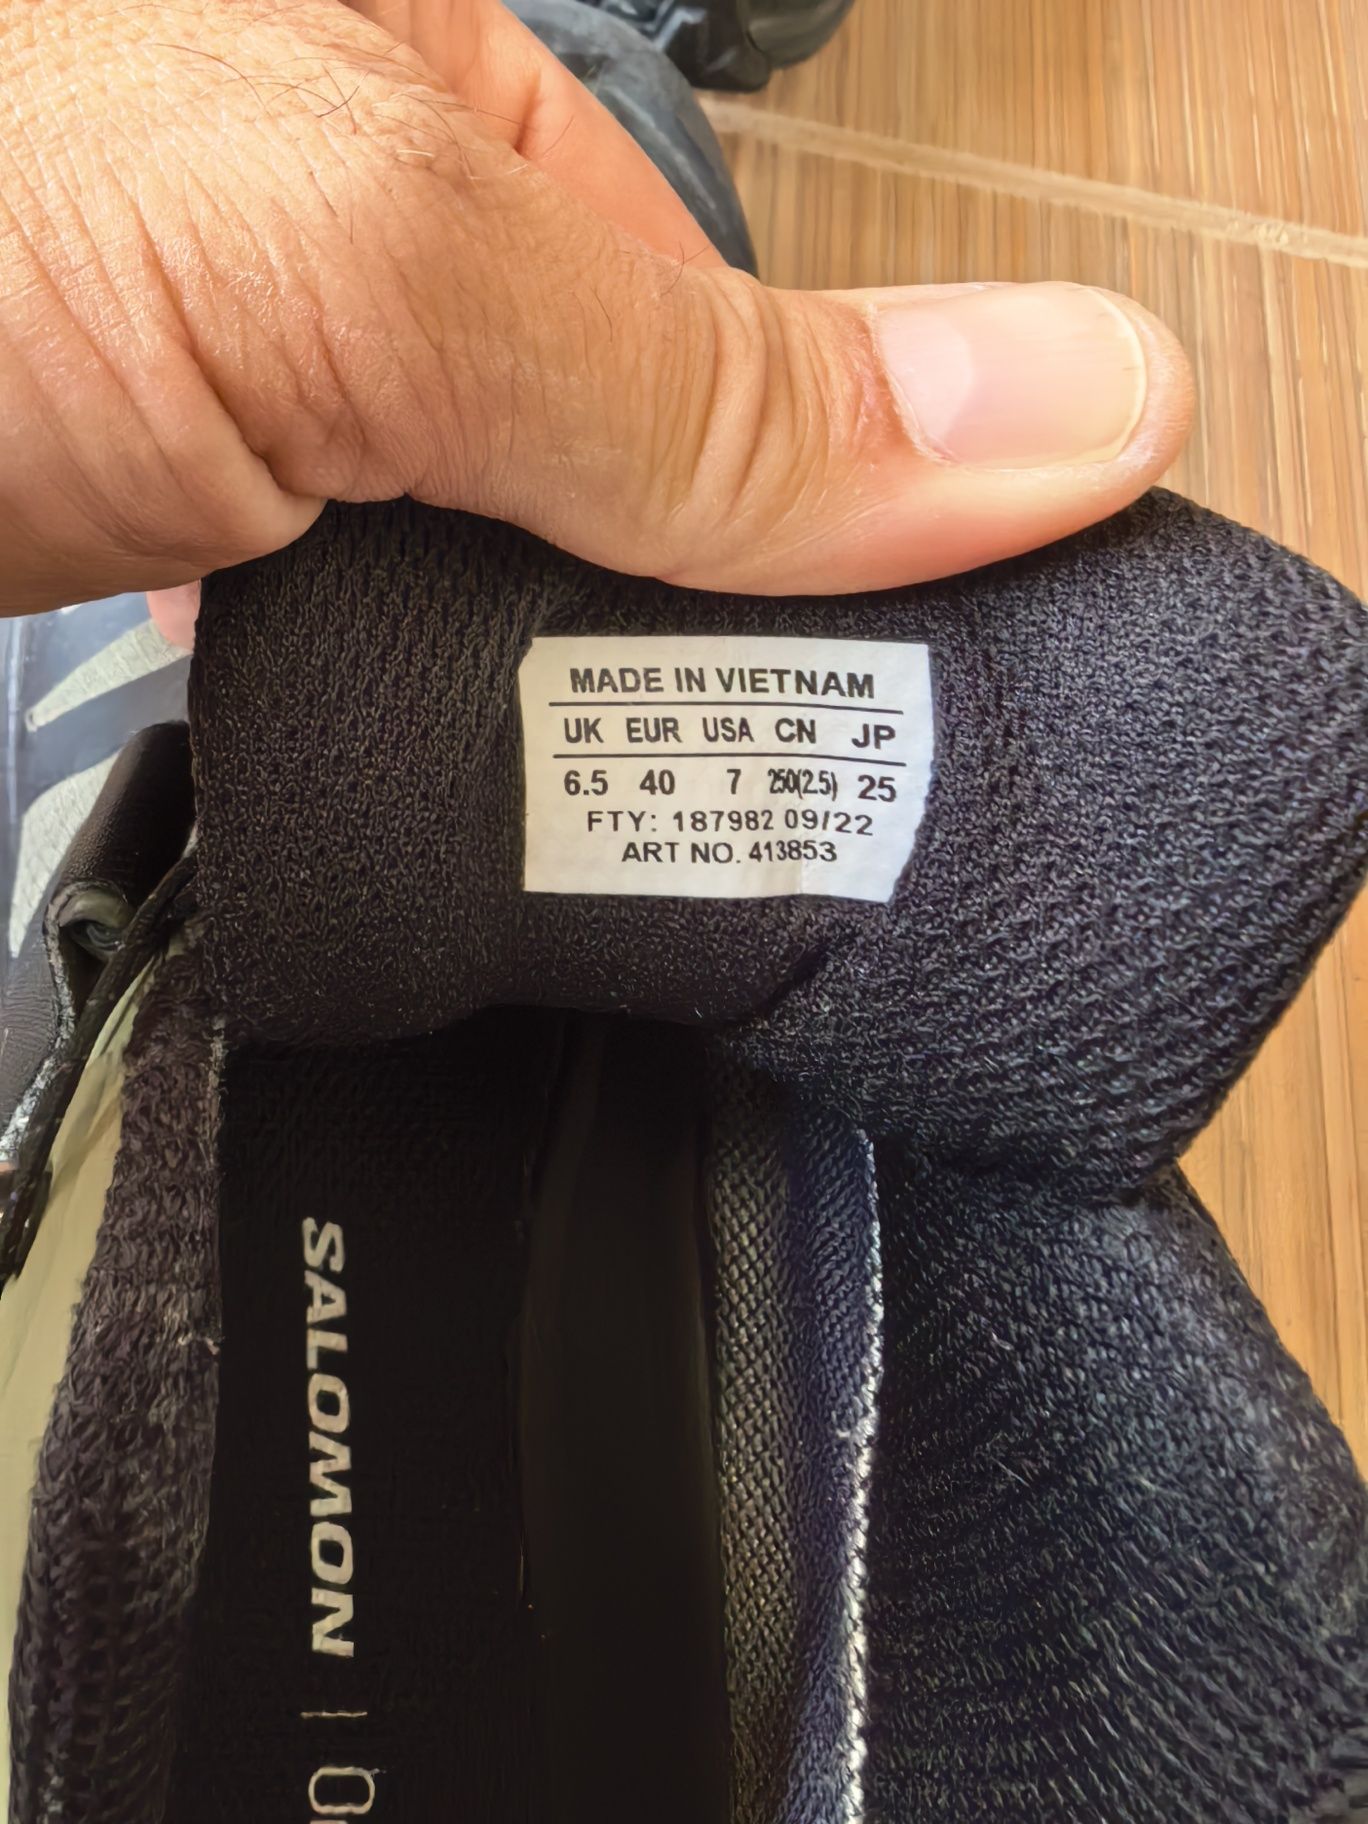 MADE IN VIETNAM
UK EUR USA CN JP
6.5 40 7 250(2.5) 25
FTY: 187982 09/22
ART NO. 413853
SALOMON | O